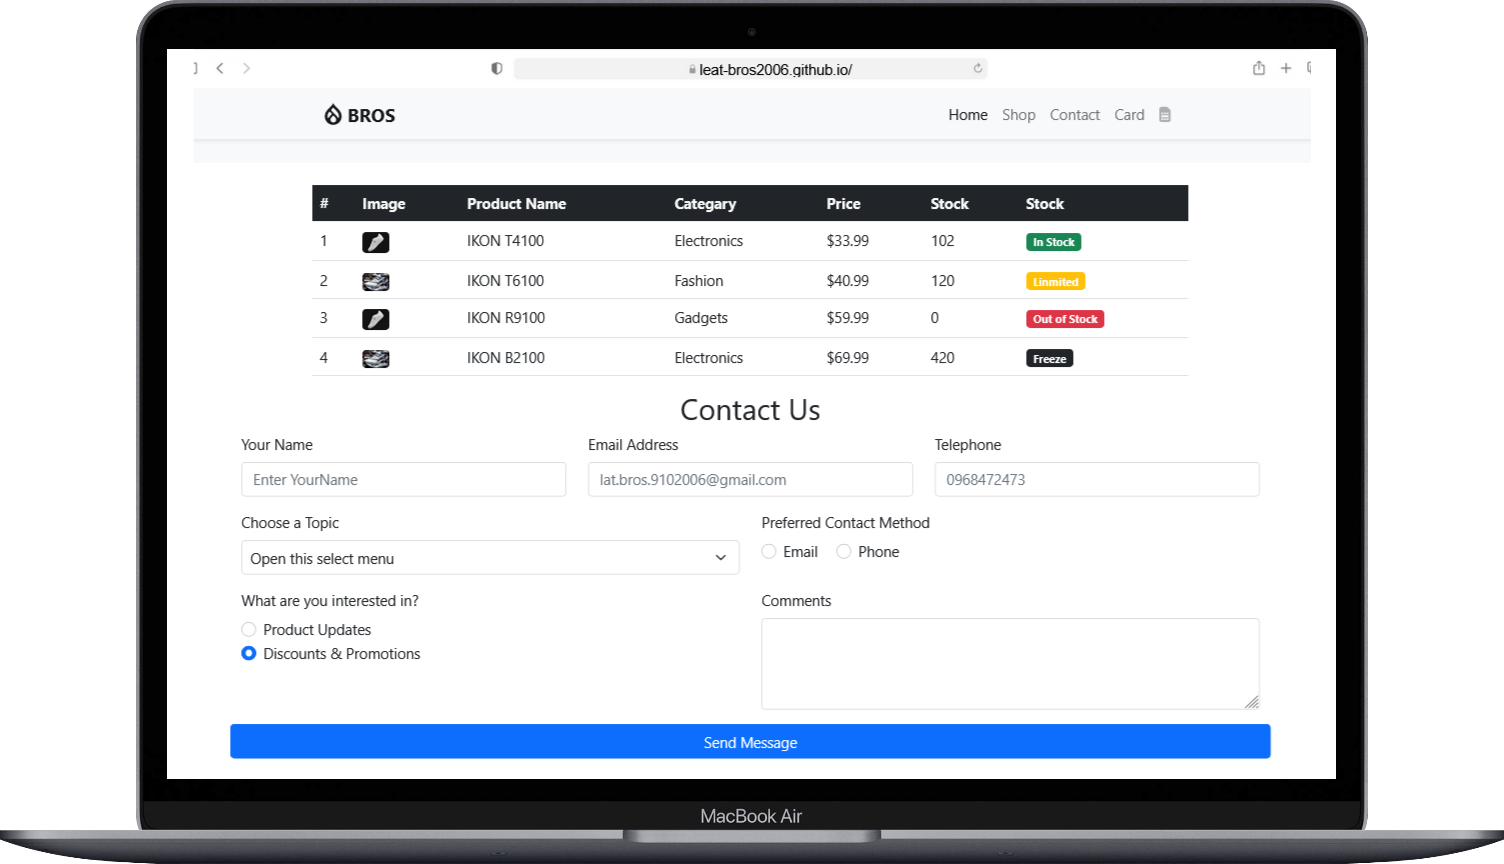 leat-bros2006.github.io/
BROS Home Shop Contact Card
# Image Product Name Categary Price Stock Stock
1 IKON T4100 Electronics $33.99 102 In Stock
2 IKON T6100 Fashion $40.99 120 Linmited
3 IKON R9100 Gadgets $59.99 0 Out of Stock
4 IKON B2100 Electronics $69.99 420 Freeze
Contact Us
Your Name Email Address Telephone
Enter YourName lat.bros.9102006@gmail.com 0968472473
Choose a Topic Preferred Contact Method
Open this select menu Email Phone
What are you interested in? Comments
Product Updates
Discounts & Promotions
Send Message
MacBook Air